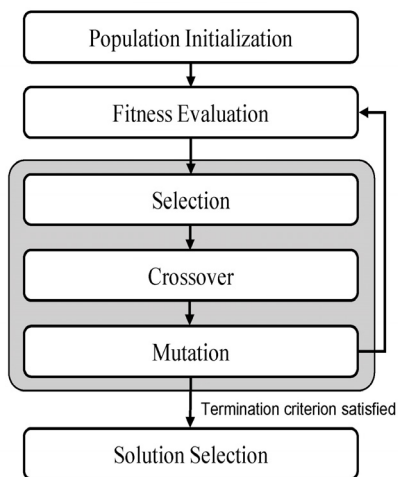 Population Initialization
Fitness Evaluation
Selection
Crossover
Mutation
Termination criterion satisfied
Solution Selection